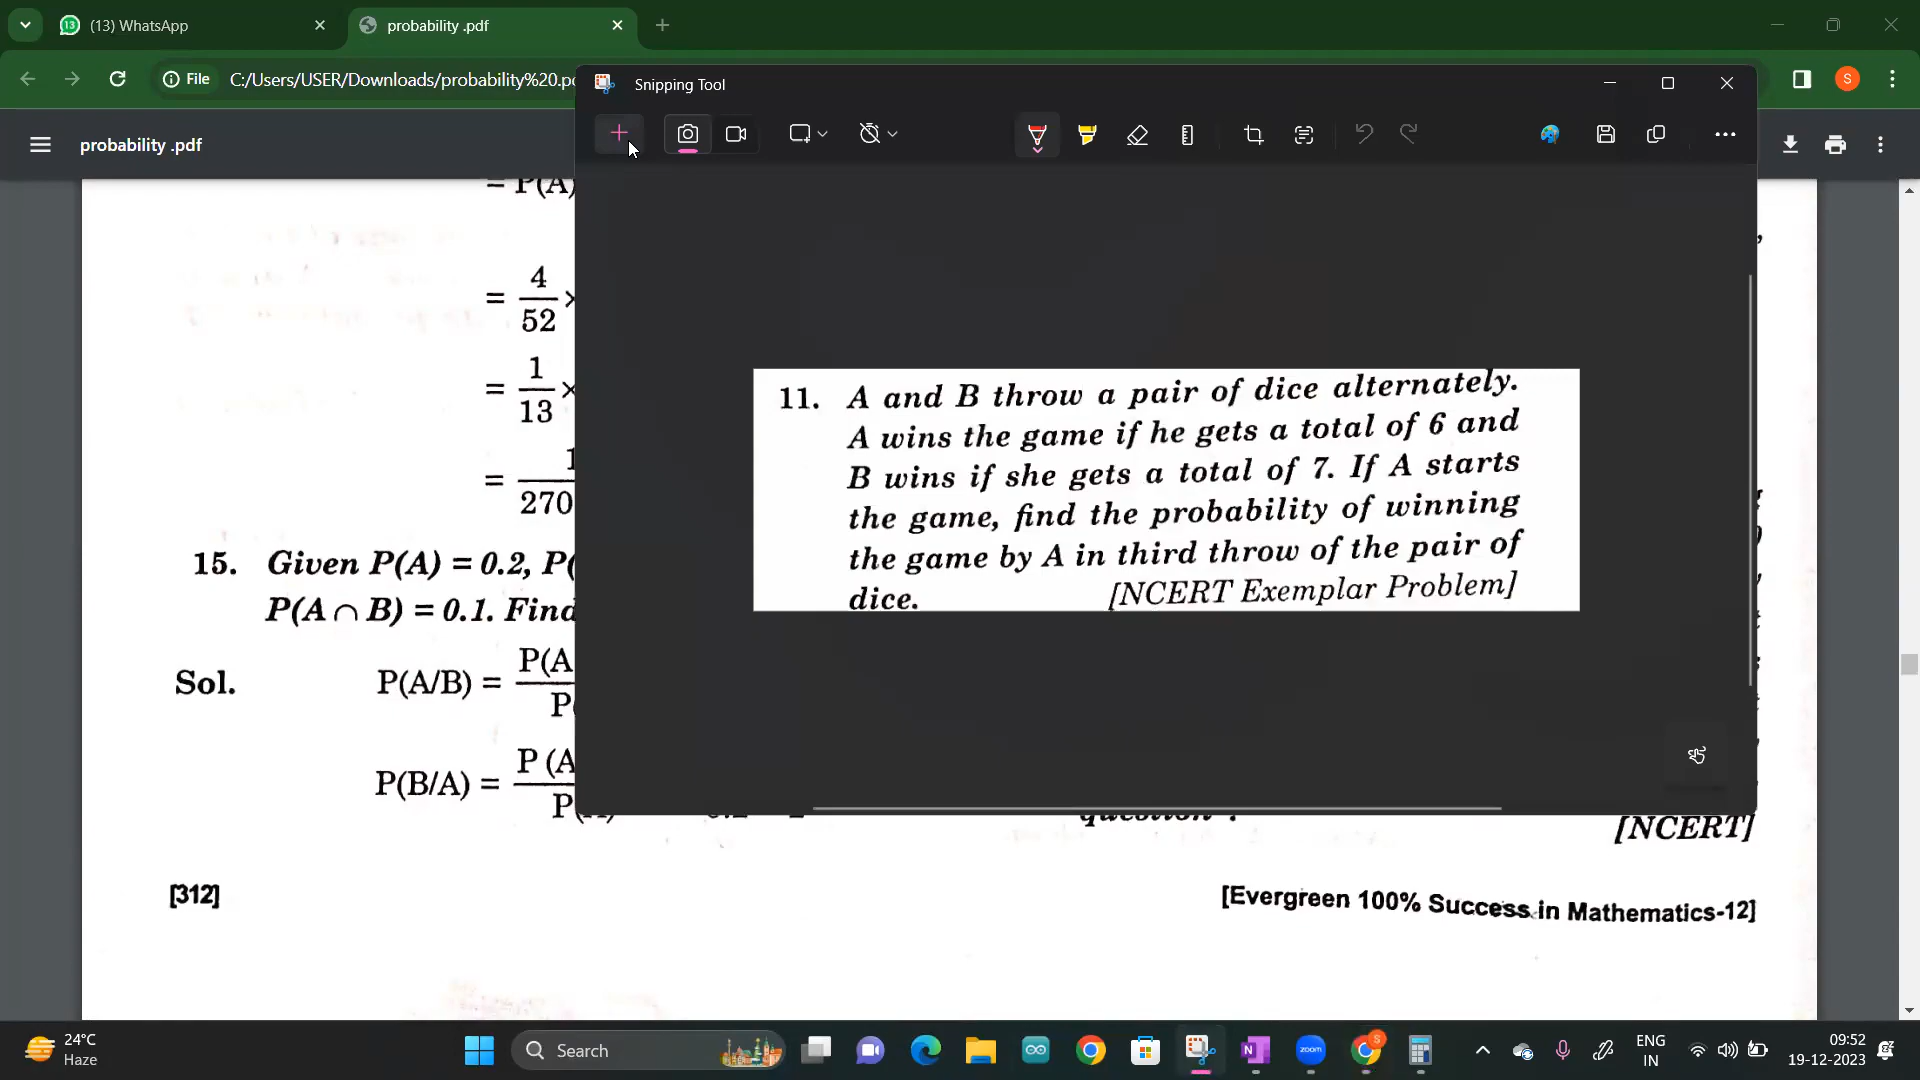 (13) WhatsApp
probability .pdf
File
C:/Users/USER/Downloads/probability%20.p
Snipping Tool
probability .pdf
= P(A)
= 4/52 ×
= 1/13 ×
=
270
15. Given P(A) = 0.2, P(
P(A ∩ B) = 0.1. Find
Sol. P(A/B) = P(A
P(B/A) = P (A
11. A and B throw a pair of dice alternately.
A wins the game if he gets a total of 6 and
B wins if she gets a total of 7. If A starts
the game, find the probability of winning
the game by A in third throw of the pair of
dice. [NCERT Exemplar Problem]
question".
[NCERT]
[312]
[Evergreen 100% Success in Mathematics-12]
24°C
Haze
Search
zoom
ENG
IN
09:52
19-12-2023